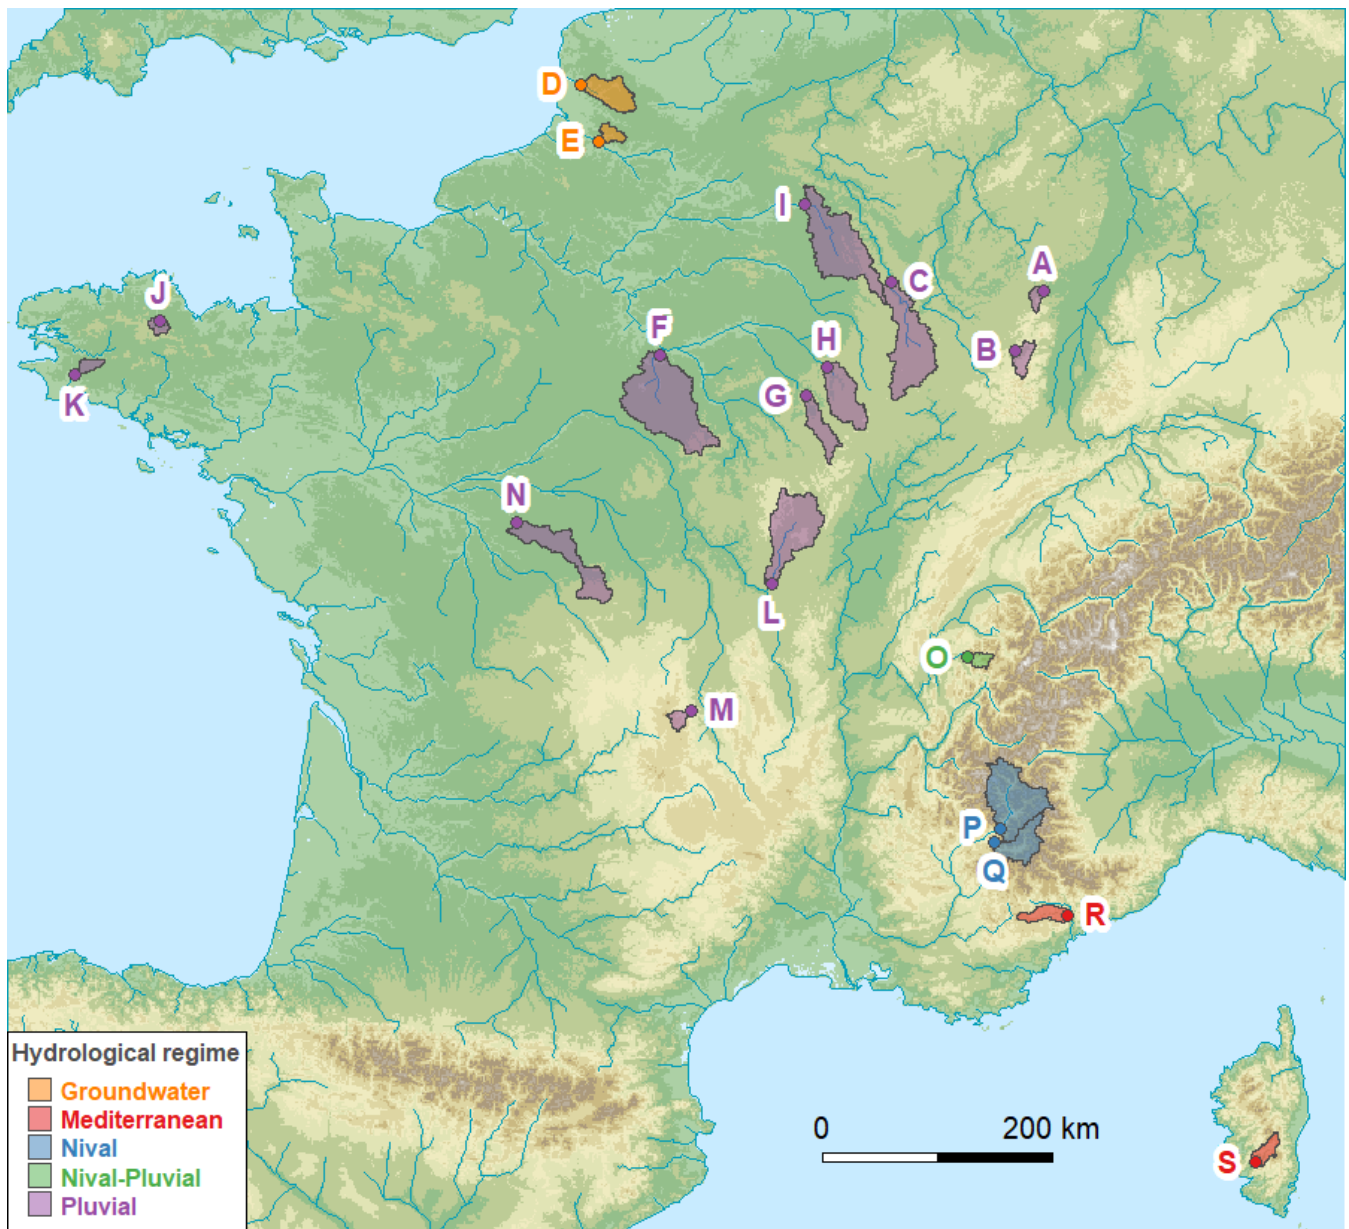 D
E
I
A
C
J
F
H
B
G
K
N
L
O
M
P
Q
R
Hydrological regime
Groundwater
Mediterranean
Nival
Nival-Pluvial
Pluvial
0 200 km
S